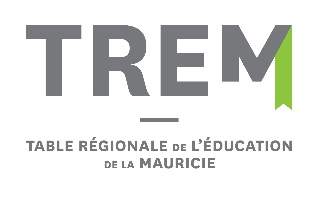 TREM
TABLE RÉGIONALE DE L'ÉDUCATION
DE LA MAURICIE